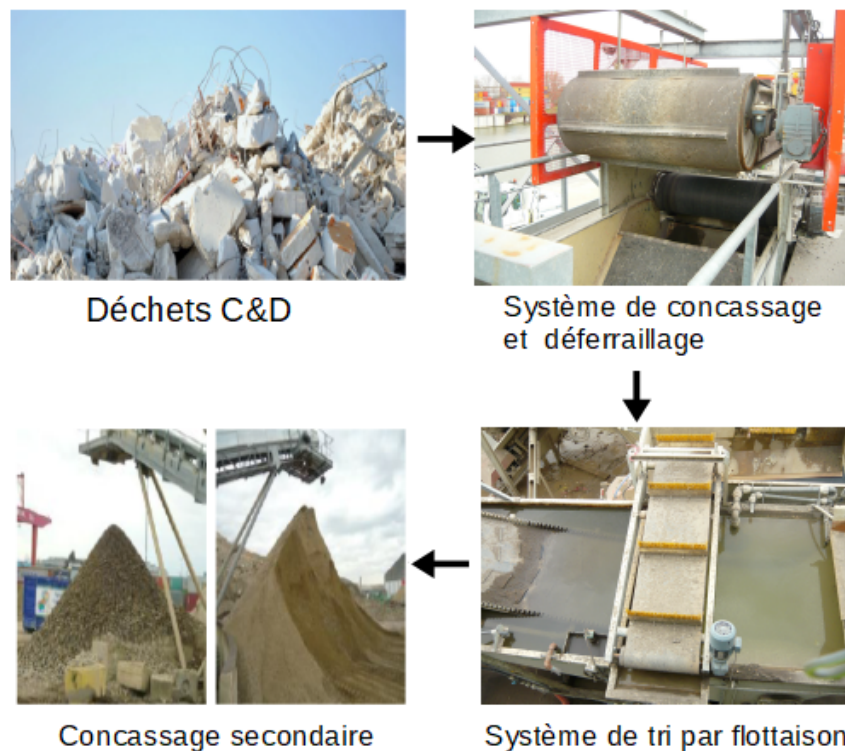 Déchets C&D
Système de concassage
et déferraillage
Concassage secondaire
Système de tri par flottaison